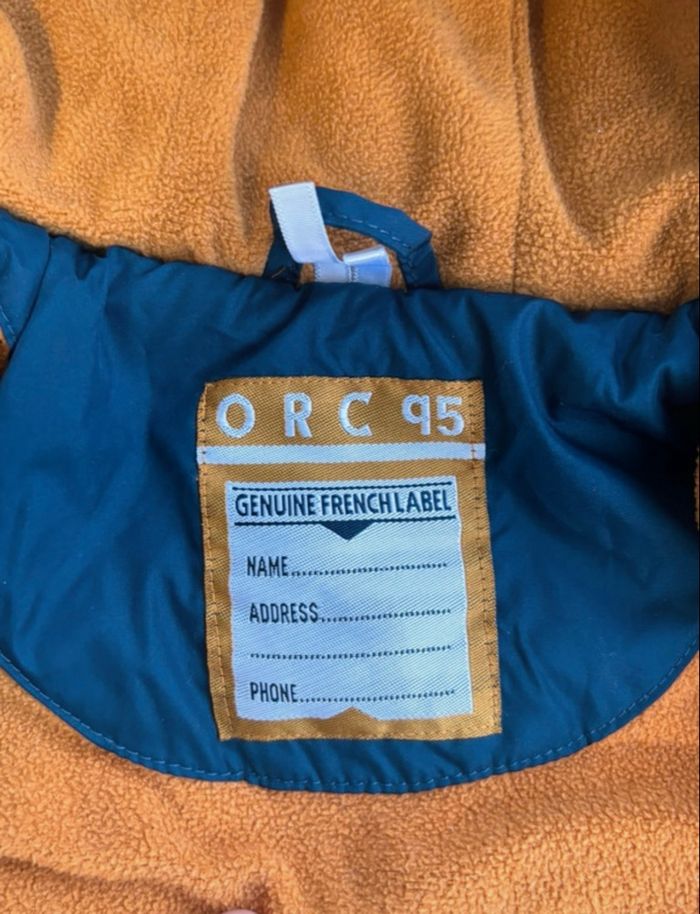 ORC 95
GENUINE FRENCH LABEL
NAME..............................
ADDRESS.........................
........................................
PHONE..............................